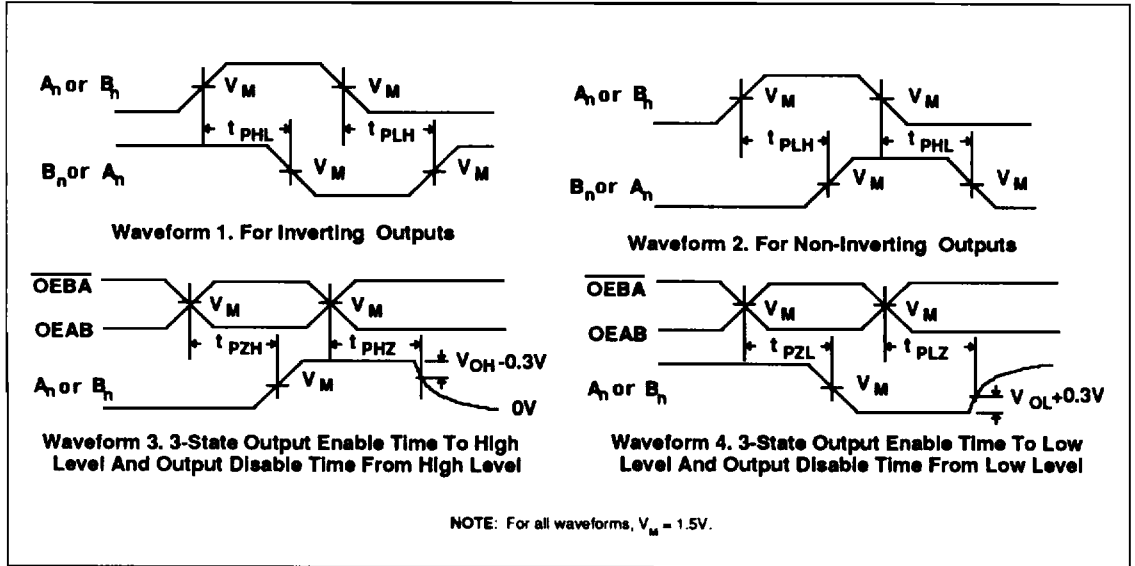 An or Bn
VM
VM
tPHL
tPLH
Bn or An
VM
VM
Waveform 1. For Inverting Outputs
An or Bn
VM
VM
tPLH
tPHL
Bn or An
VM
VM
Waveform 2. For Non-Inverting Outputs
OEBA
OEAB
VM
VM
tPZH
tPHZ
VOH-0.3V
An or Bn
VM
0V
Waveform 3. 3-State Output Enable Time To High
Level And Output Disable Time From High Level
OEBA
OEAB
VM
VM
tPZL
tPLZ
An or Bn
VM
VOL+0.3V
Waveform 4. 3-State Output Enable Time To Low
Level And Output Disable Time From Low Level
NOTE: For all waveforms, VM = 1.5V.